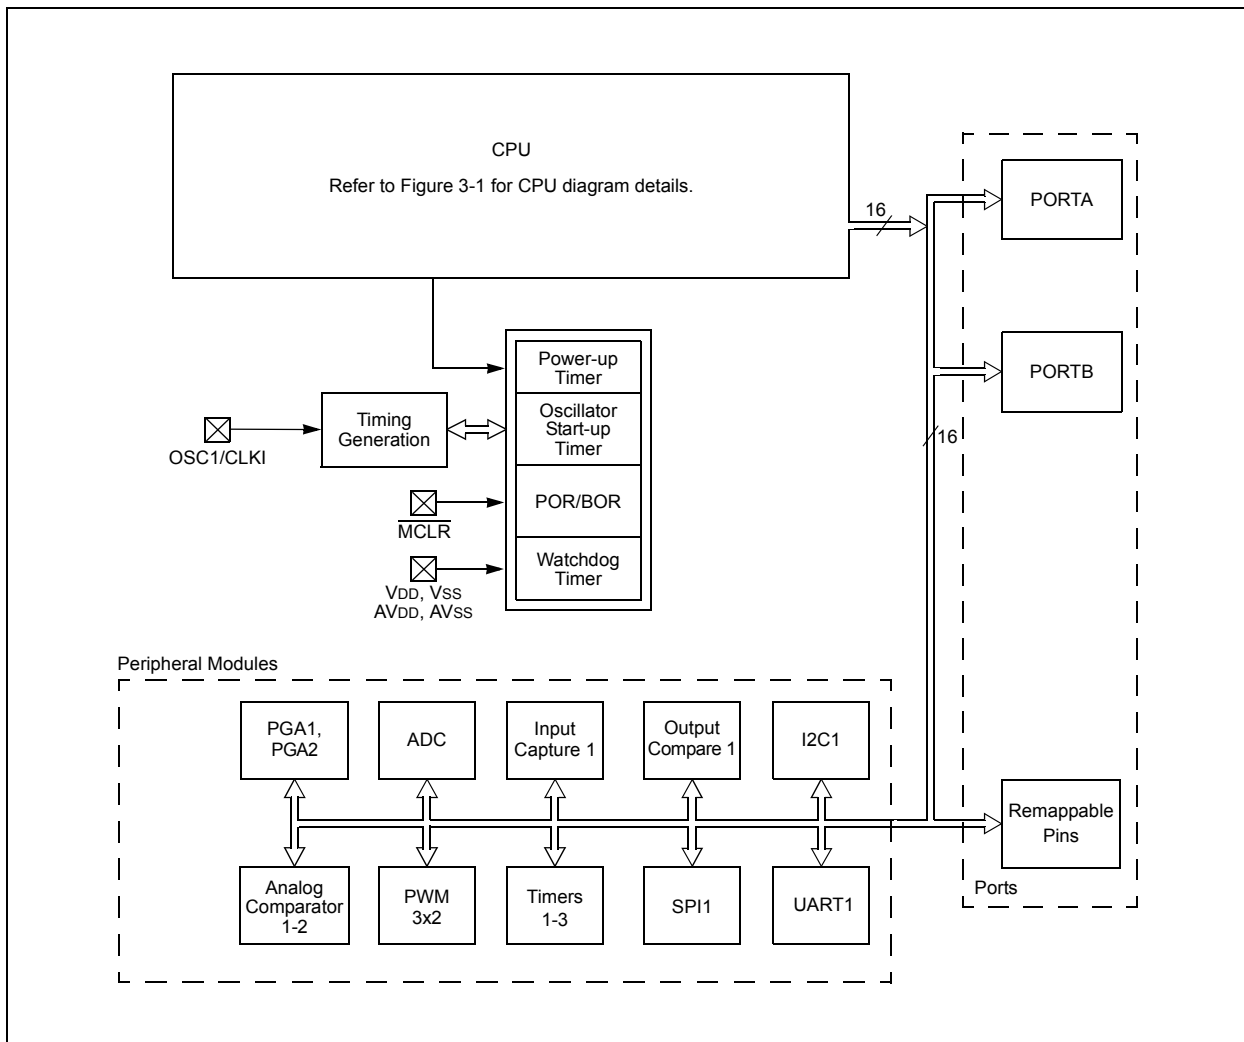 CPU
Refer to Figure 3-1 for CPU diagram details.
16
PORTA
PORTB
16
Power-up
Timer
Oscillator
Start-up
Timer
POR/BOR
Watchdog
Timer
Timing
Generation
OSC1/CLKI
MCLR
VDD, VSS
AVDD, AVSS
Peripheral Modules
PGA1,
PGA2
ADC
Input
Capture 1
Output
Compare 1
I2C1
Analog
Comparator
1-2
PWM
3x2
Timers
1-3
SPI1
UART1
Remappable
Pins
Ports